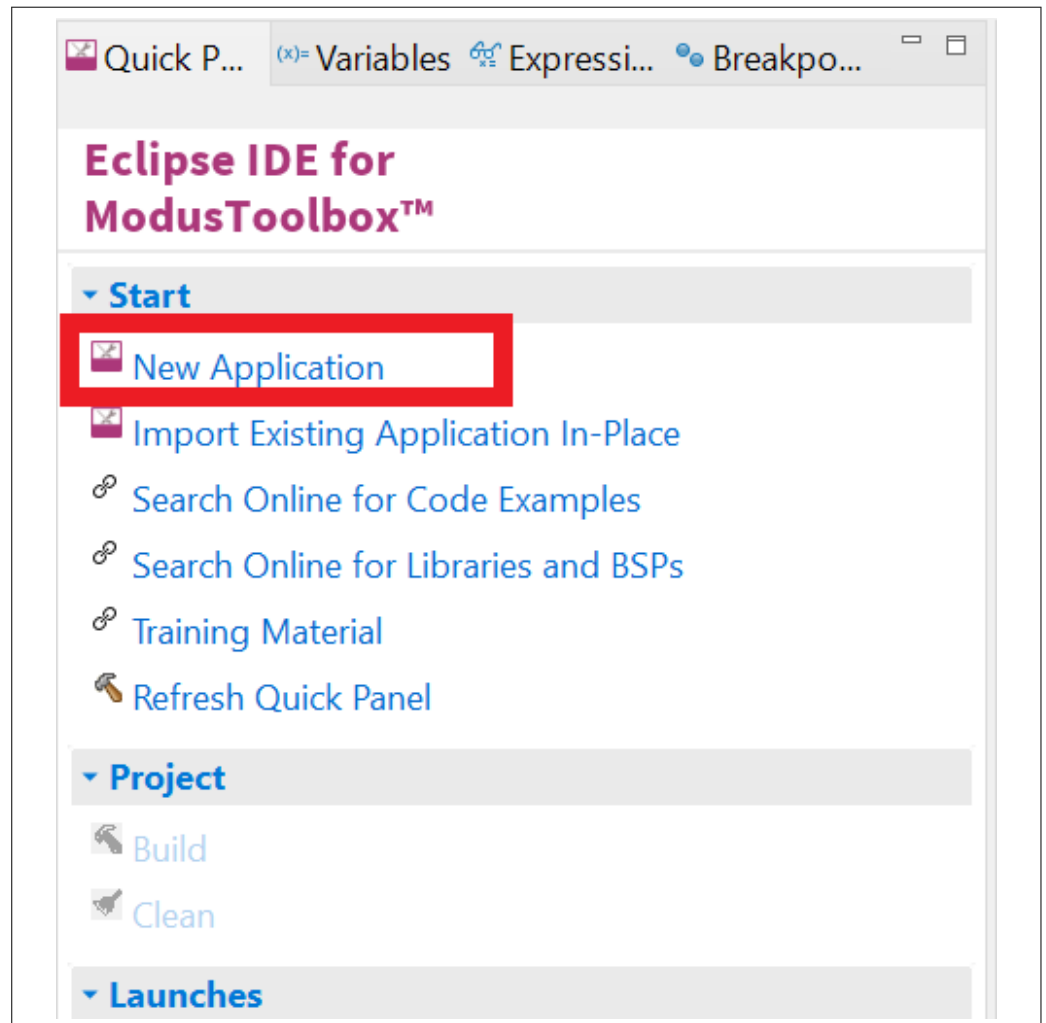 Quick P... (x)= Variables Expressi... Breakpo...
Eclipse IDE for
ModusToolbox™
Start
New Application
Import Existing Application In-Place
Search Online for Code Examples
Search Online for Libraries and BSPs
Training Material
Refresh Quick Panel
Project
Build
Clean
Launches